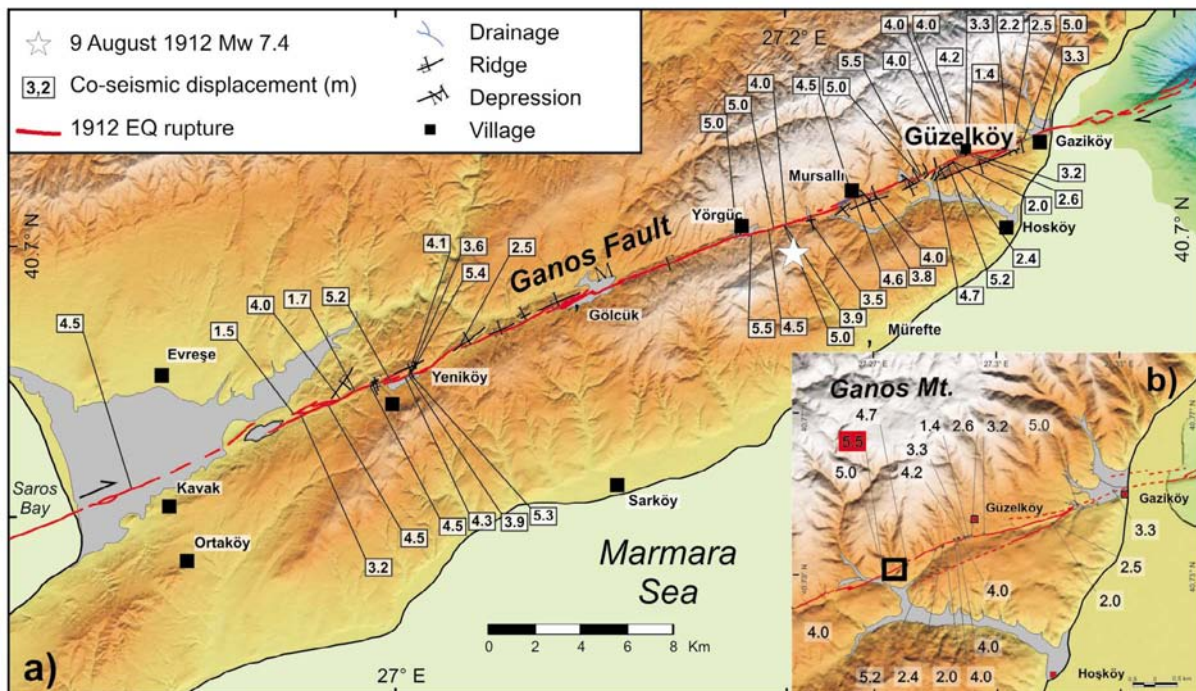 9 August 1912 Mw 7.4
3,2 Co-seismic displacement (m)
1912 EQ rupture
Drainage
Ridge
Depression
Village
27.2° E
4.0 4.0 3.3 2.2 2.5 5.0
5.5 4.0 4.2 1.4 3.3
4.0 4.5 5.0
5.0
5.0
Güzelköy
Gaziköy
Mursallı
Yörgüç
Hosköy
3.2
2.6
2.0
2.4
5.2
4.7
4.0
3.8
4.6
3.5
3.9
5.0
4.5
5.5
40.7° N
40.7° N
Ganos Fault
4.1 3.6 2.5
5.4
5.2
1.7
4.0
1.5
4.5
Gölcük
Mürefte
Evreşe
Yeniköy
Saros
Bay
Kavak
Ortaköy
Sarköy
3.2
4.5
4.5 4.3 3.9 5.3
Marmara
Sea
0 2 4 6 8 Km
27° E
a)
b)
27.27° E 27.3° E
Ganos Mt.
4.7
5.5
5.0
1.4 2.6 3.2 5.0
3.3
4.2
Güzelköy
Gaziköy
3.3
2.5
2.0
4.0
4.0
4.0
5.2 2.4 2.0 4.0
Hoşköy